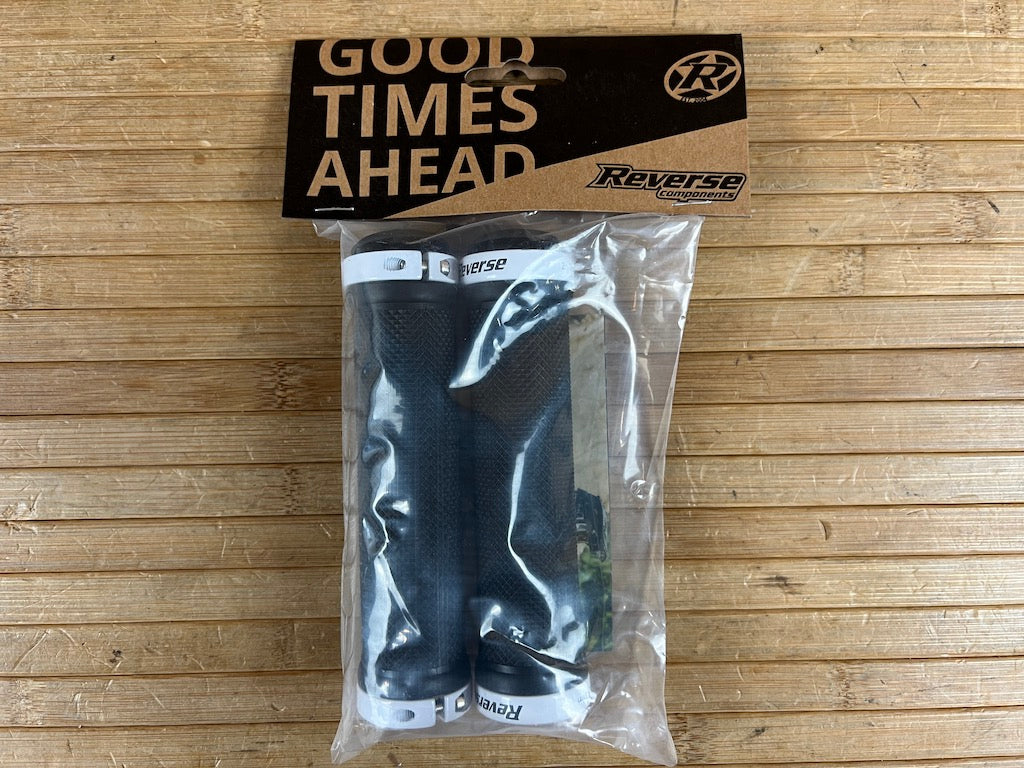 GOOD
TIMES
AHEAD
R
EST. 2004
Reverse
components
Reverse
Reverse